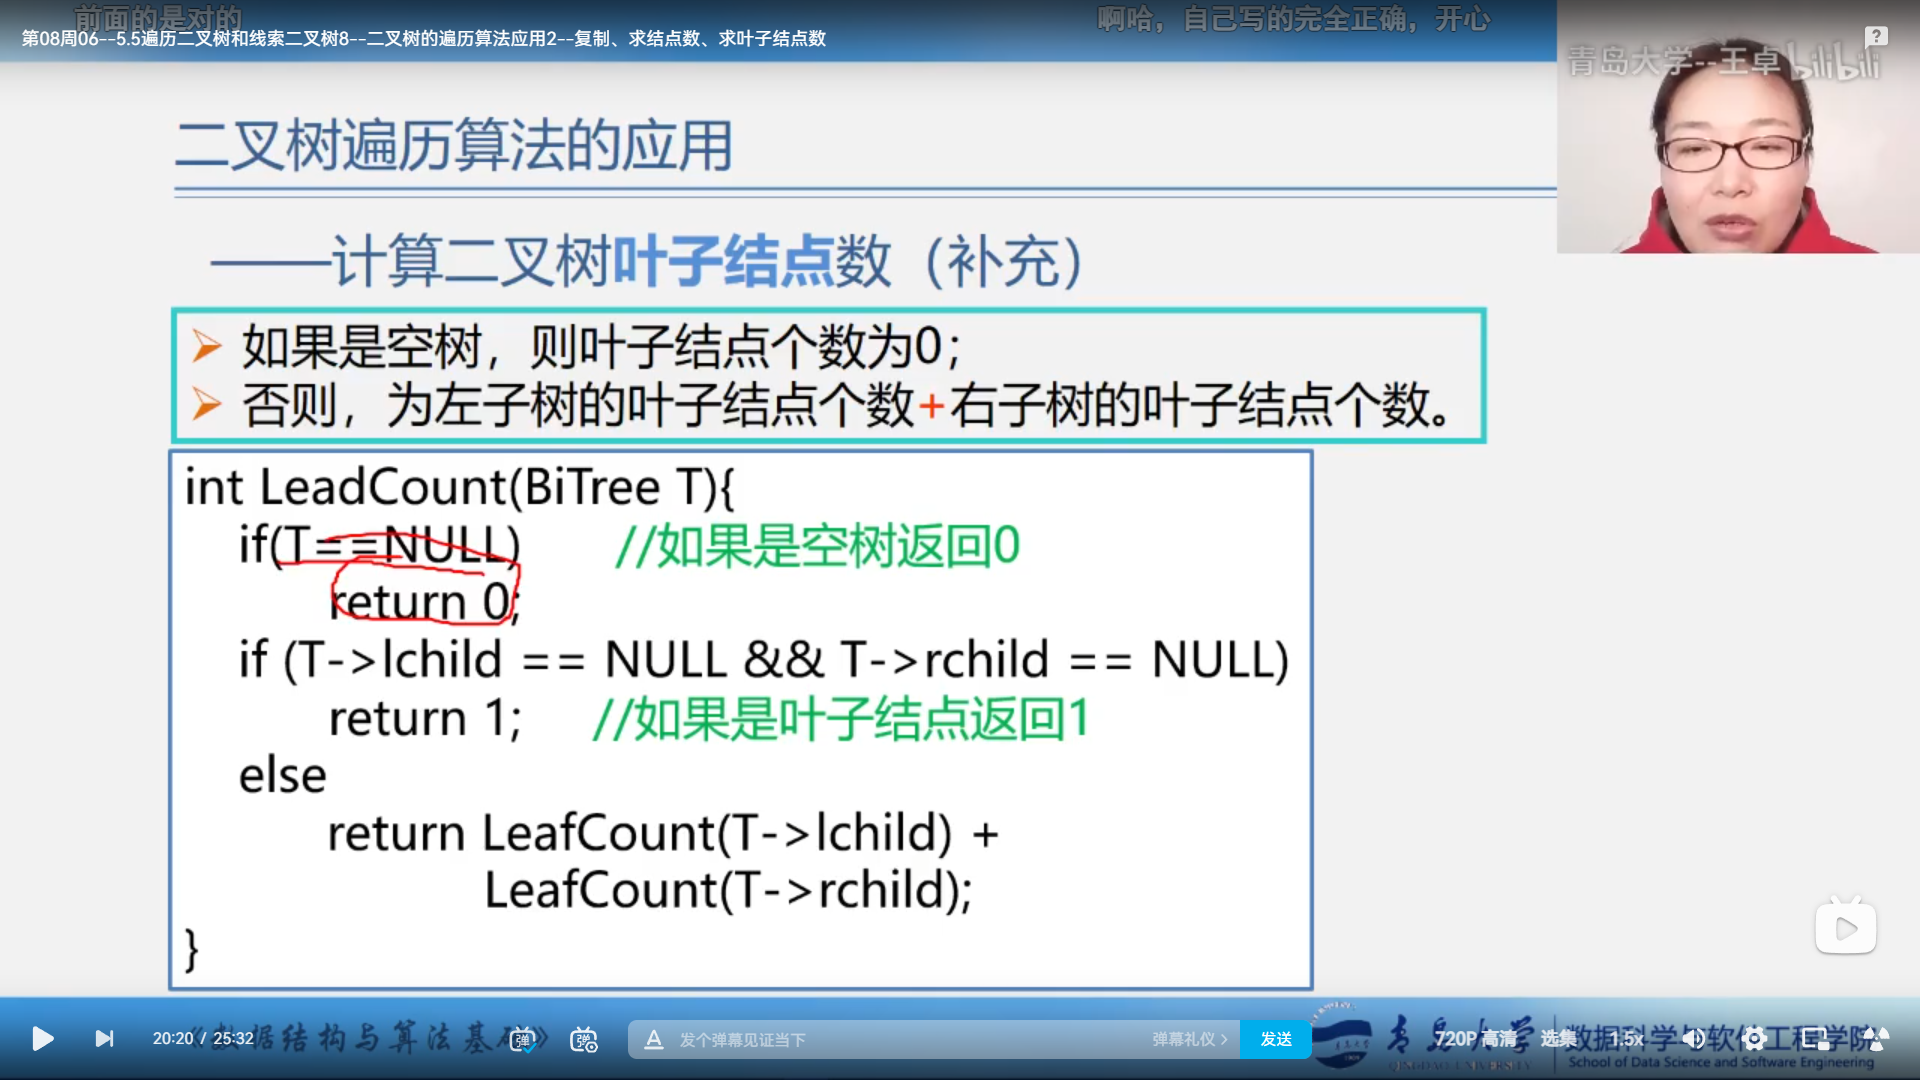 前面的是对的
啊哈，自己写的完全正确，开心
第08周06--5.5遍历二叉树和线索二叉树8--二叉树的遍历算法应用2--复制、求结点数、求叶子结点数
青岛大学--王卓 bilibili
二叉树遍历算法的应用
——计算二叉树叶子结点数（补充）
➢ 如果是空树，则叶子结点个数为0；
➢ 否则，为左子树的叶子结点个数+右子树的叶子结点个数。
int LeadCount(BiTree T){
if(T==NULL) //如果是空树返回0
return 0;
if (T->lchild == NULL && T->rchild == NULL)
return 1; //如果是叶子结点返回1
else
return LeafCount(T->lchild) +
LeafCount(T->rchild);
}
《数据结构与算法基础》
20:20 / 25:32
弹
弹
发个弹幕见证当下
弹幕礼仪 >
发送
青岛大学
QINGDAO UNIVERSITY
720P 高清
选集
1.5x
数据科学与软件工程学院
School of Data Science and Software Engineering